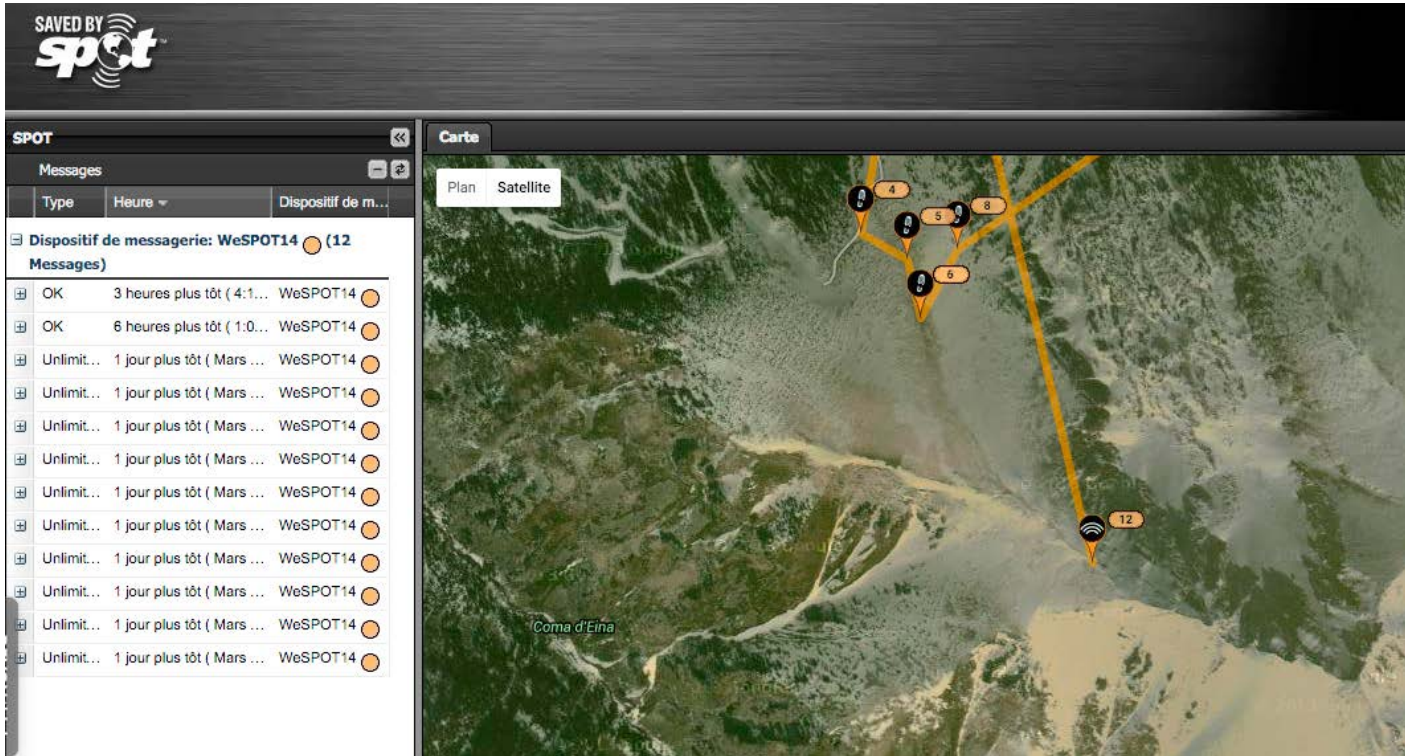 SAVED BY
spot
SPOT
Messages
Type Heure Dispositif de m...
Dispositif de messagerie: WeSPOT14 (12
Messages)
OK 3 heures plus tôt ( 4:1... WeSPOT14
OK 6 heures plus tôt ( 1:0... WeSPOT14
Unlimit... 1 jour plus tôt ( Mars ... WeSPOT14
Unlimit... 1 jour plus tôt ( Mars ... WeSPOT14
Unlimit... 1 jour plus tôt ( Mars ... WeSPOT14
Unlimit... 1 jour plus tôt ( Mars ... WeSPOT14
Unlimit... 1 jour plus tôt ( Mars ... WeSPOT14
Unlimit... 1 jour plus tôt ( Mars ... WeSPOT14
Unlimit... 1 jour plus tôt ( Mars ... WeSPOT14
Unlimit... 1 jour plus tôt ( Mars ... WeSPOT14
Unlimit... 1 jour plus tôt ( Mars ... WeSPOT14
Unlimit... 1 jour plus tôt ( Mars ... WeSPOT14
Carte
Plan Satellite
4
5
8
6
12
Coma d'Eina